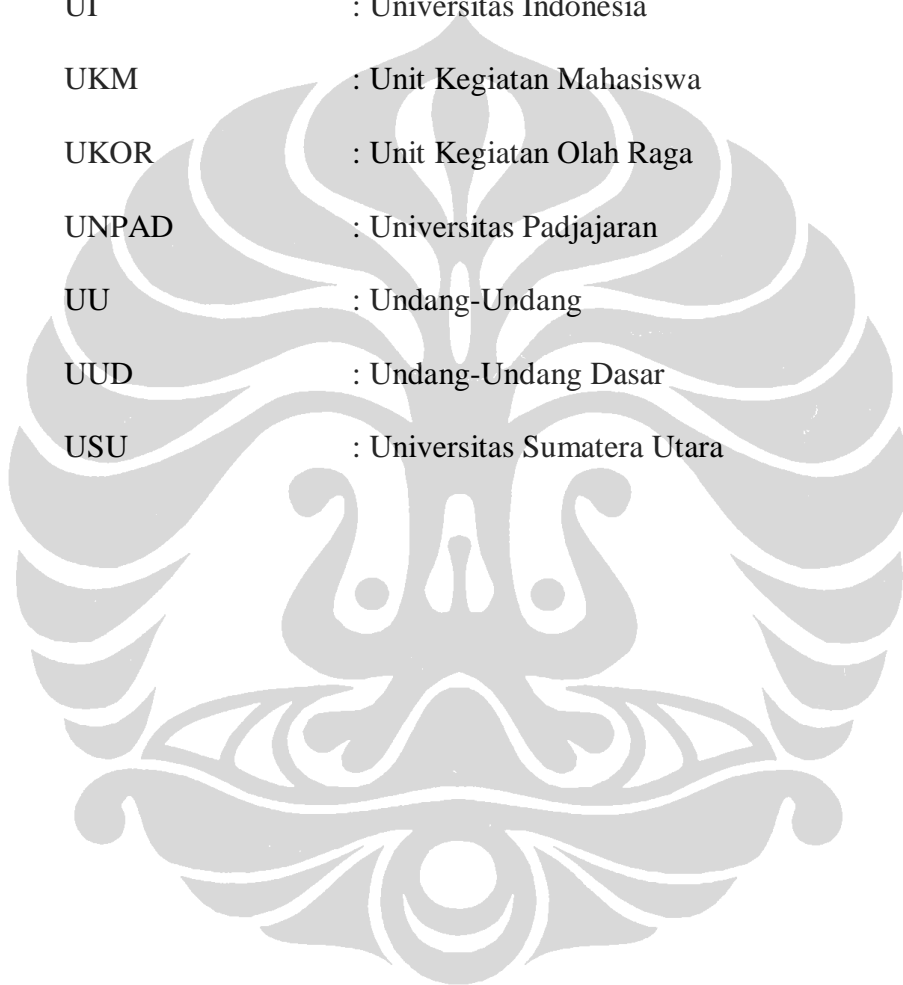 UI : Universitas Indonesia
UKM : Unit Kegiatan Mahasiswa
UKOR : Unit Kegiatan Olah Raga
UNPAD : Universitas Padjajaran
UU : Undang-Undang
UUD : Undang-Undang Dasar
USU : Universitas Sumatera Utara